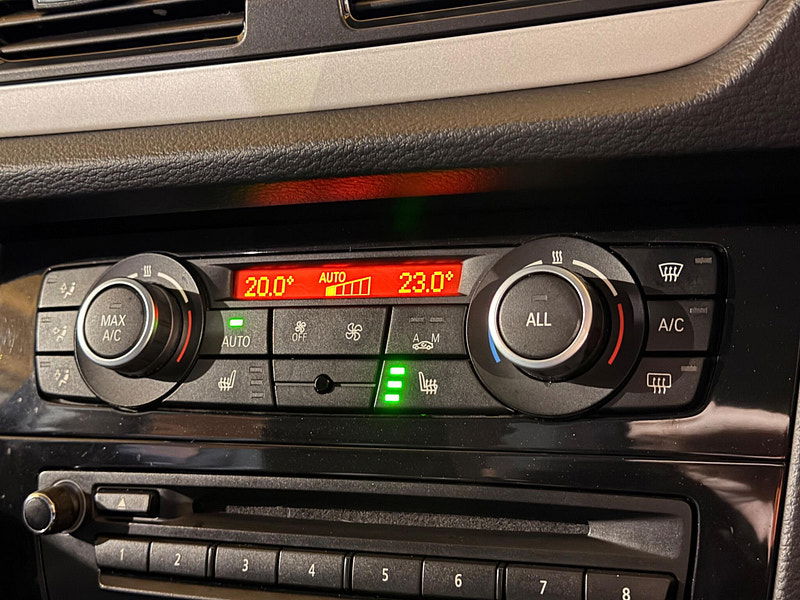 20.0° AUTO 23.0°
MAX
A/C
AUTO
OFF
A M
ALL
A/C
1 2 3 4 5 6 7 8